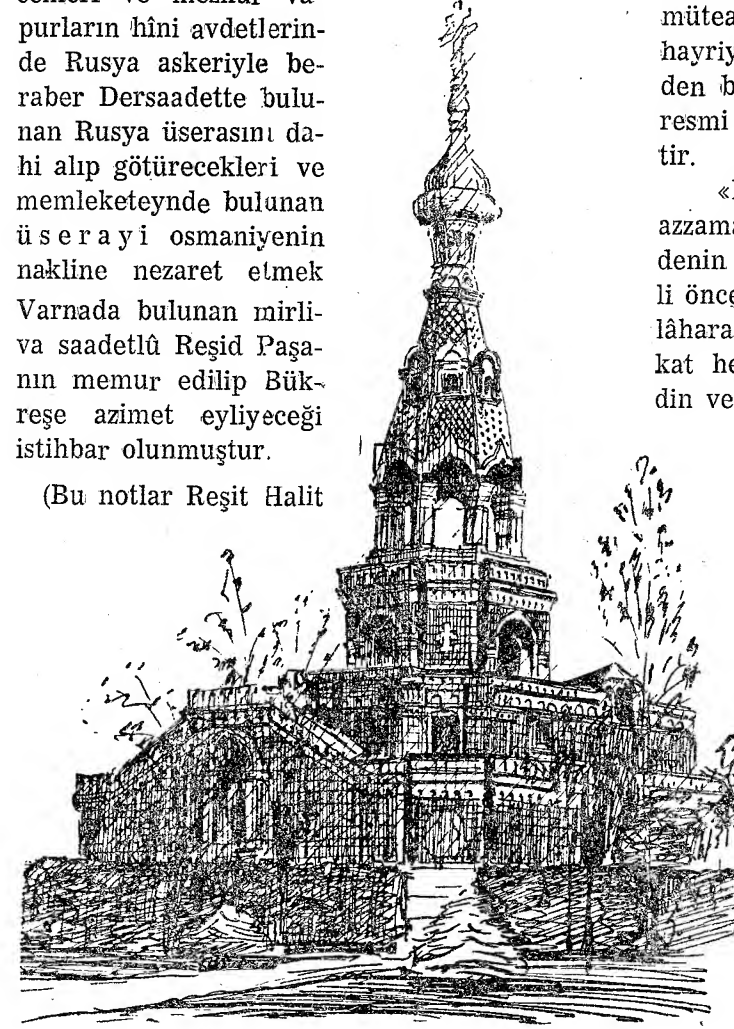 purların hîni avdetlerin-
de Rusya askeriyle be-
raber Dersaadette bulu-
nan Rusya üserasını da-
hi alıp götürecekleri ve
memleketeynde bulunan
üserayi osmaniyenin
nakline nezaret etmek
Varnada bulunan mirli-
va saadetlû Reşid Paşa-
nın memur edilip Bük-
reşe azimet eyliyeceği
istihbar olunmuştur.
(Bu notlar Reşit Halit
mütea
hayriy
den b
resmi
tir.
azzama
denin
li önce
lâhara
kat he
din ve